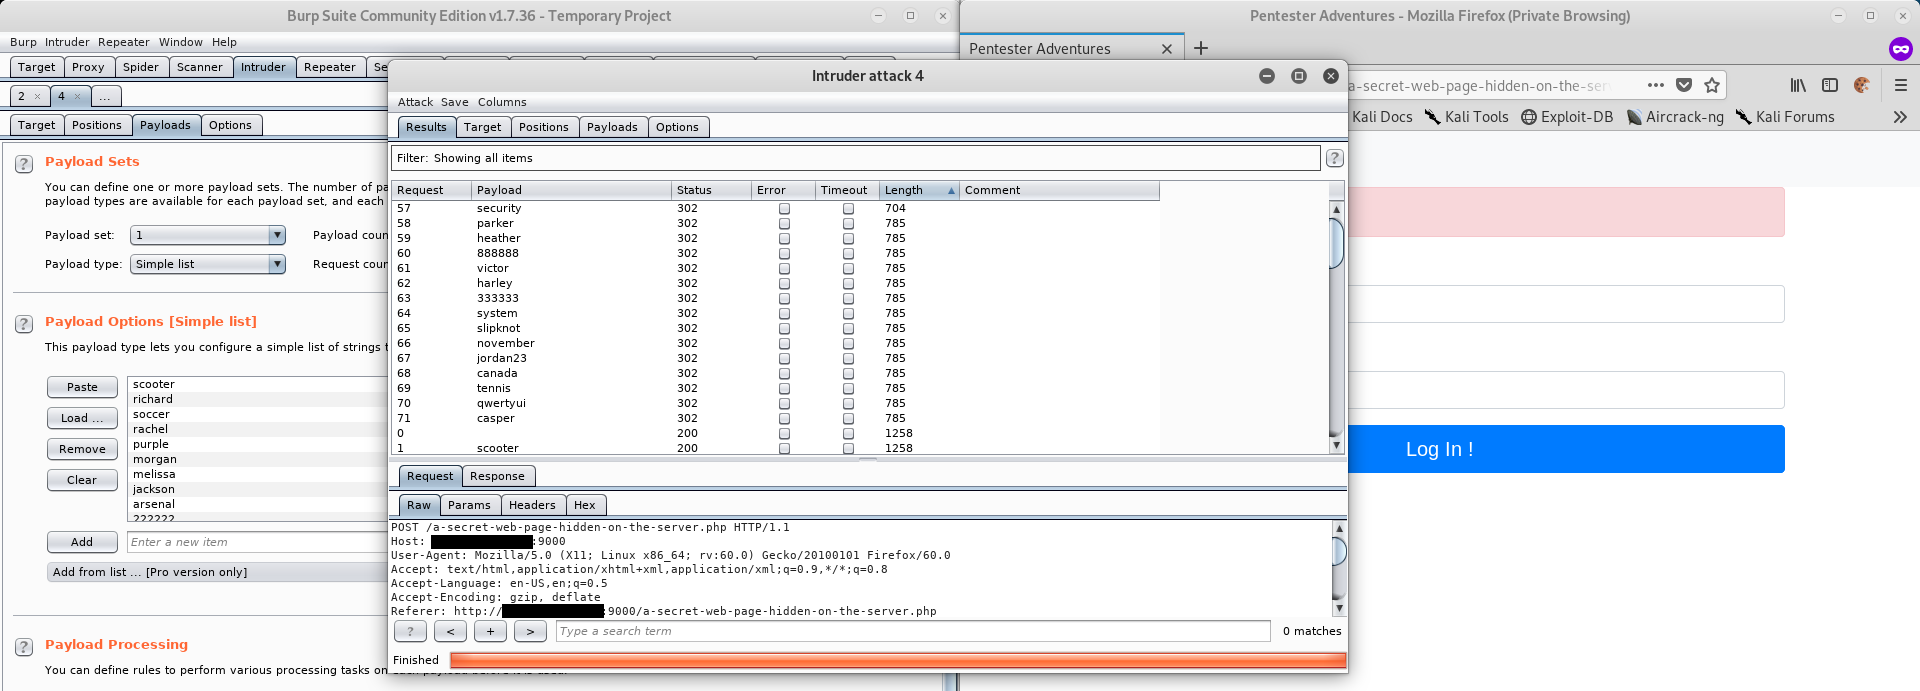 Burp Suite Community Edition v1.7.36 - Temporary Project
Pentester Adventures - Mozilla Firefox (Private Browsing)
Burp Intruder Repeater Window Help
Pentester Adventures
Target Proxy Spider Scanner Intruder Repeater
Intruder attack 4
a-secret-web-page-hidden-on-the-ser
2 4 ...
Attack Save Columns
Kali Docs Kali Tools Exploit-DB Aircrack-ng Kali Forums
Target Positions Payloads Options
Results Target Positions Payloads Options
Payload Sets
Filter: Showing all items
?
You can define one or more payload sets. The number of pa
payload types are available for each payload set, and each
Request Payload Status Error Timeout Length Comment
57 security 302 704
58 parker 302 785
59 heather 302 785
60 888888 302 785
61 victor 302 785
62 harley 302 785
63 333333 302 785
64 system 302 785
65 slipknot 302 785
66 november 302 785
67 jordan23 302 785
68 canada 302 785
69 tennis 302 785
70 qwertyui 302 785
71 casper 302 785
0 200 1258
1 scooter 200 1258
Payload set: 1 Payload coun
Payload type: Simple list Request coun
? Payload Options [Simple list]
This payload type lets you configure a simple list of strings
Paste
Load ...
Remove
Clear
scooter
richard
soccer
rachel
purple
morgan
melissa
jackson
arsenal
222222
Add Enter a new item
Add from list ... [Pro version only]
? Payload Processing
You can define rules to perform various processing tasks on each payload before it is used.
Log In !
Request Response
Raw Params Headers Hex
POST /a-secret-web-page-hidden-on-the-server.php HTTP/1.1
Host: :9000
User-Agent: Mozilla/5.0 (X11; Linux x86_64; rv:60.0) Gecko/20100101 Firefox/60.0
Accept: text/html,application/xhtml+xml,application/xml;q=0.9,*/*;q=0.8
Accept-Language: en-US,en;q=0.5
Accept-Encoding: gzip, deflate
Referer: http:// :9000/a-secret-web-page-hidden-on-the-server.php
? < + > Type a search term 0 matches
Finished